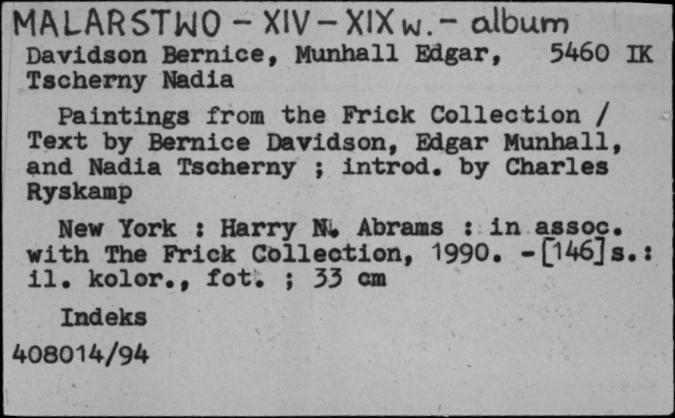 MALARSTWO - XIV - XIX w. - album
Davidson Bernice, Munhall Edgar, 5460 IK
Tscherny Nadia
Paintings from the Frick Collection /
Text by Bernice Davidson, Edgar Munhall,
and Nadia Tscherny ; introd. by Charles
Ryskamp
New York : Harry N. Abrams : in assoc.
with The Frick Collection, 1990. - [146]s.:
il. kolor., fot. ; 33 cm
Indeks
408014/94